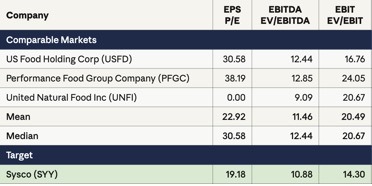 Company EPS P/E EBITDA EV/EBITDA EBIT EV/EBIT
Comparable Markets
US Food Holding Corp (USFD) 30.58 12.44 16.76
Performance Food Group Company (PFGC) 38.19 12.85 24.05
United Natural Food Inc (UNFI) 0.00 9.09 20.67
Mean 22.92 11.46 20.49
Median 30.58 12.44 20.67
Target
Sysco (SYY) 19.18 10.88 14.30